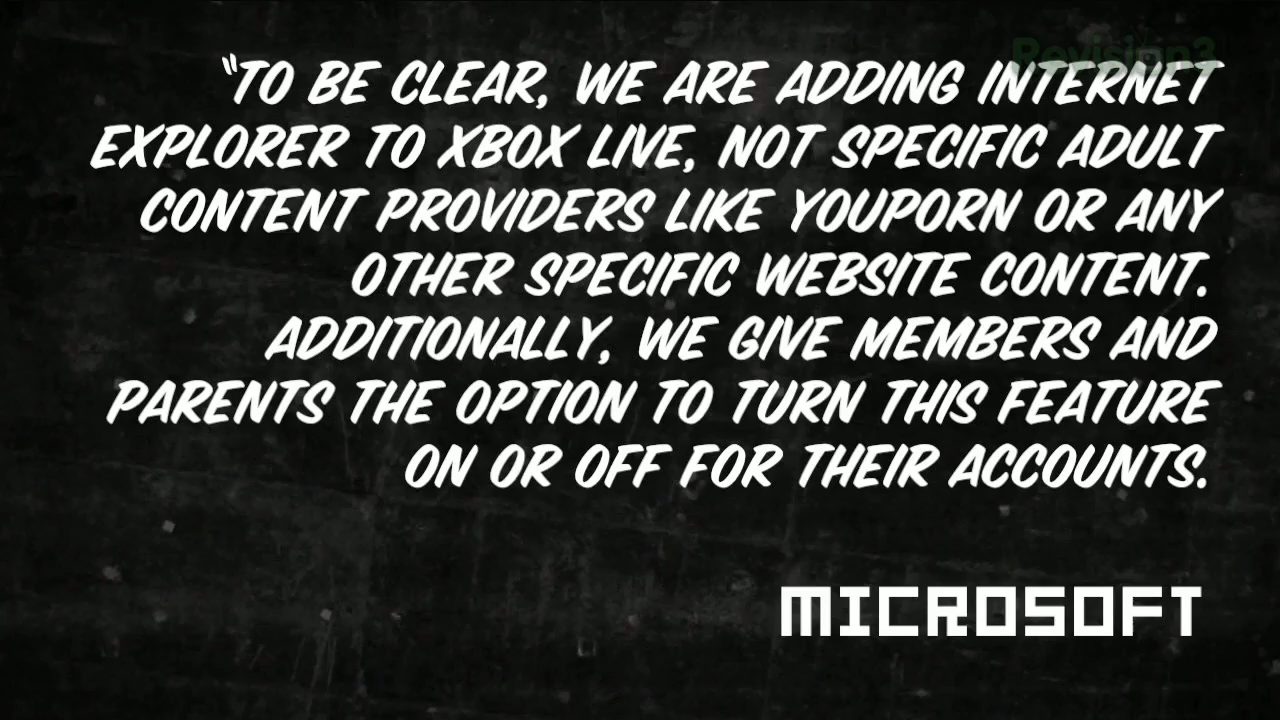 Revision3
“TO BE CLEAR, WE ARE ADDING INTERNET
EXPLORER TO XBOX LIVE, NOT SPECIFIC ADULT
CONTENT PROVIDERS LIKE YOUPORN OR ANY
OTHER SPECIFIC WEBSITE CONTENT.
ADDITIONALLY, WE GIVE MEMBERS AND
PARENTS THE OPTION TO TURN THIS FEATURE
ON OR OFF FOR THEIR ACCOUNTS.
MICROSOFT